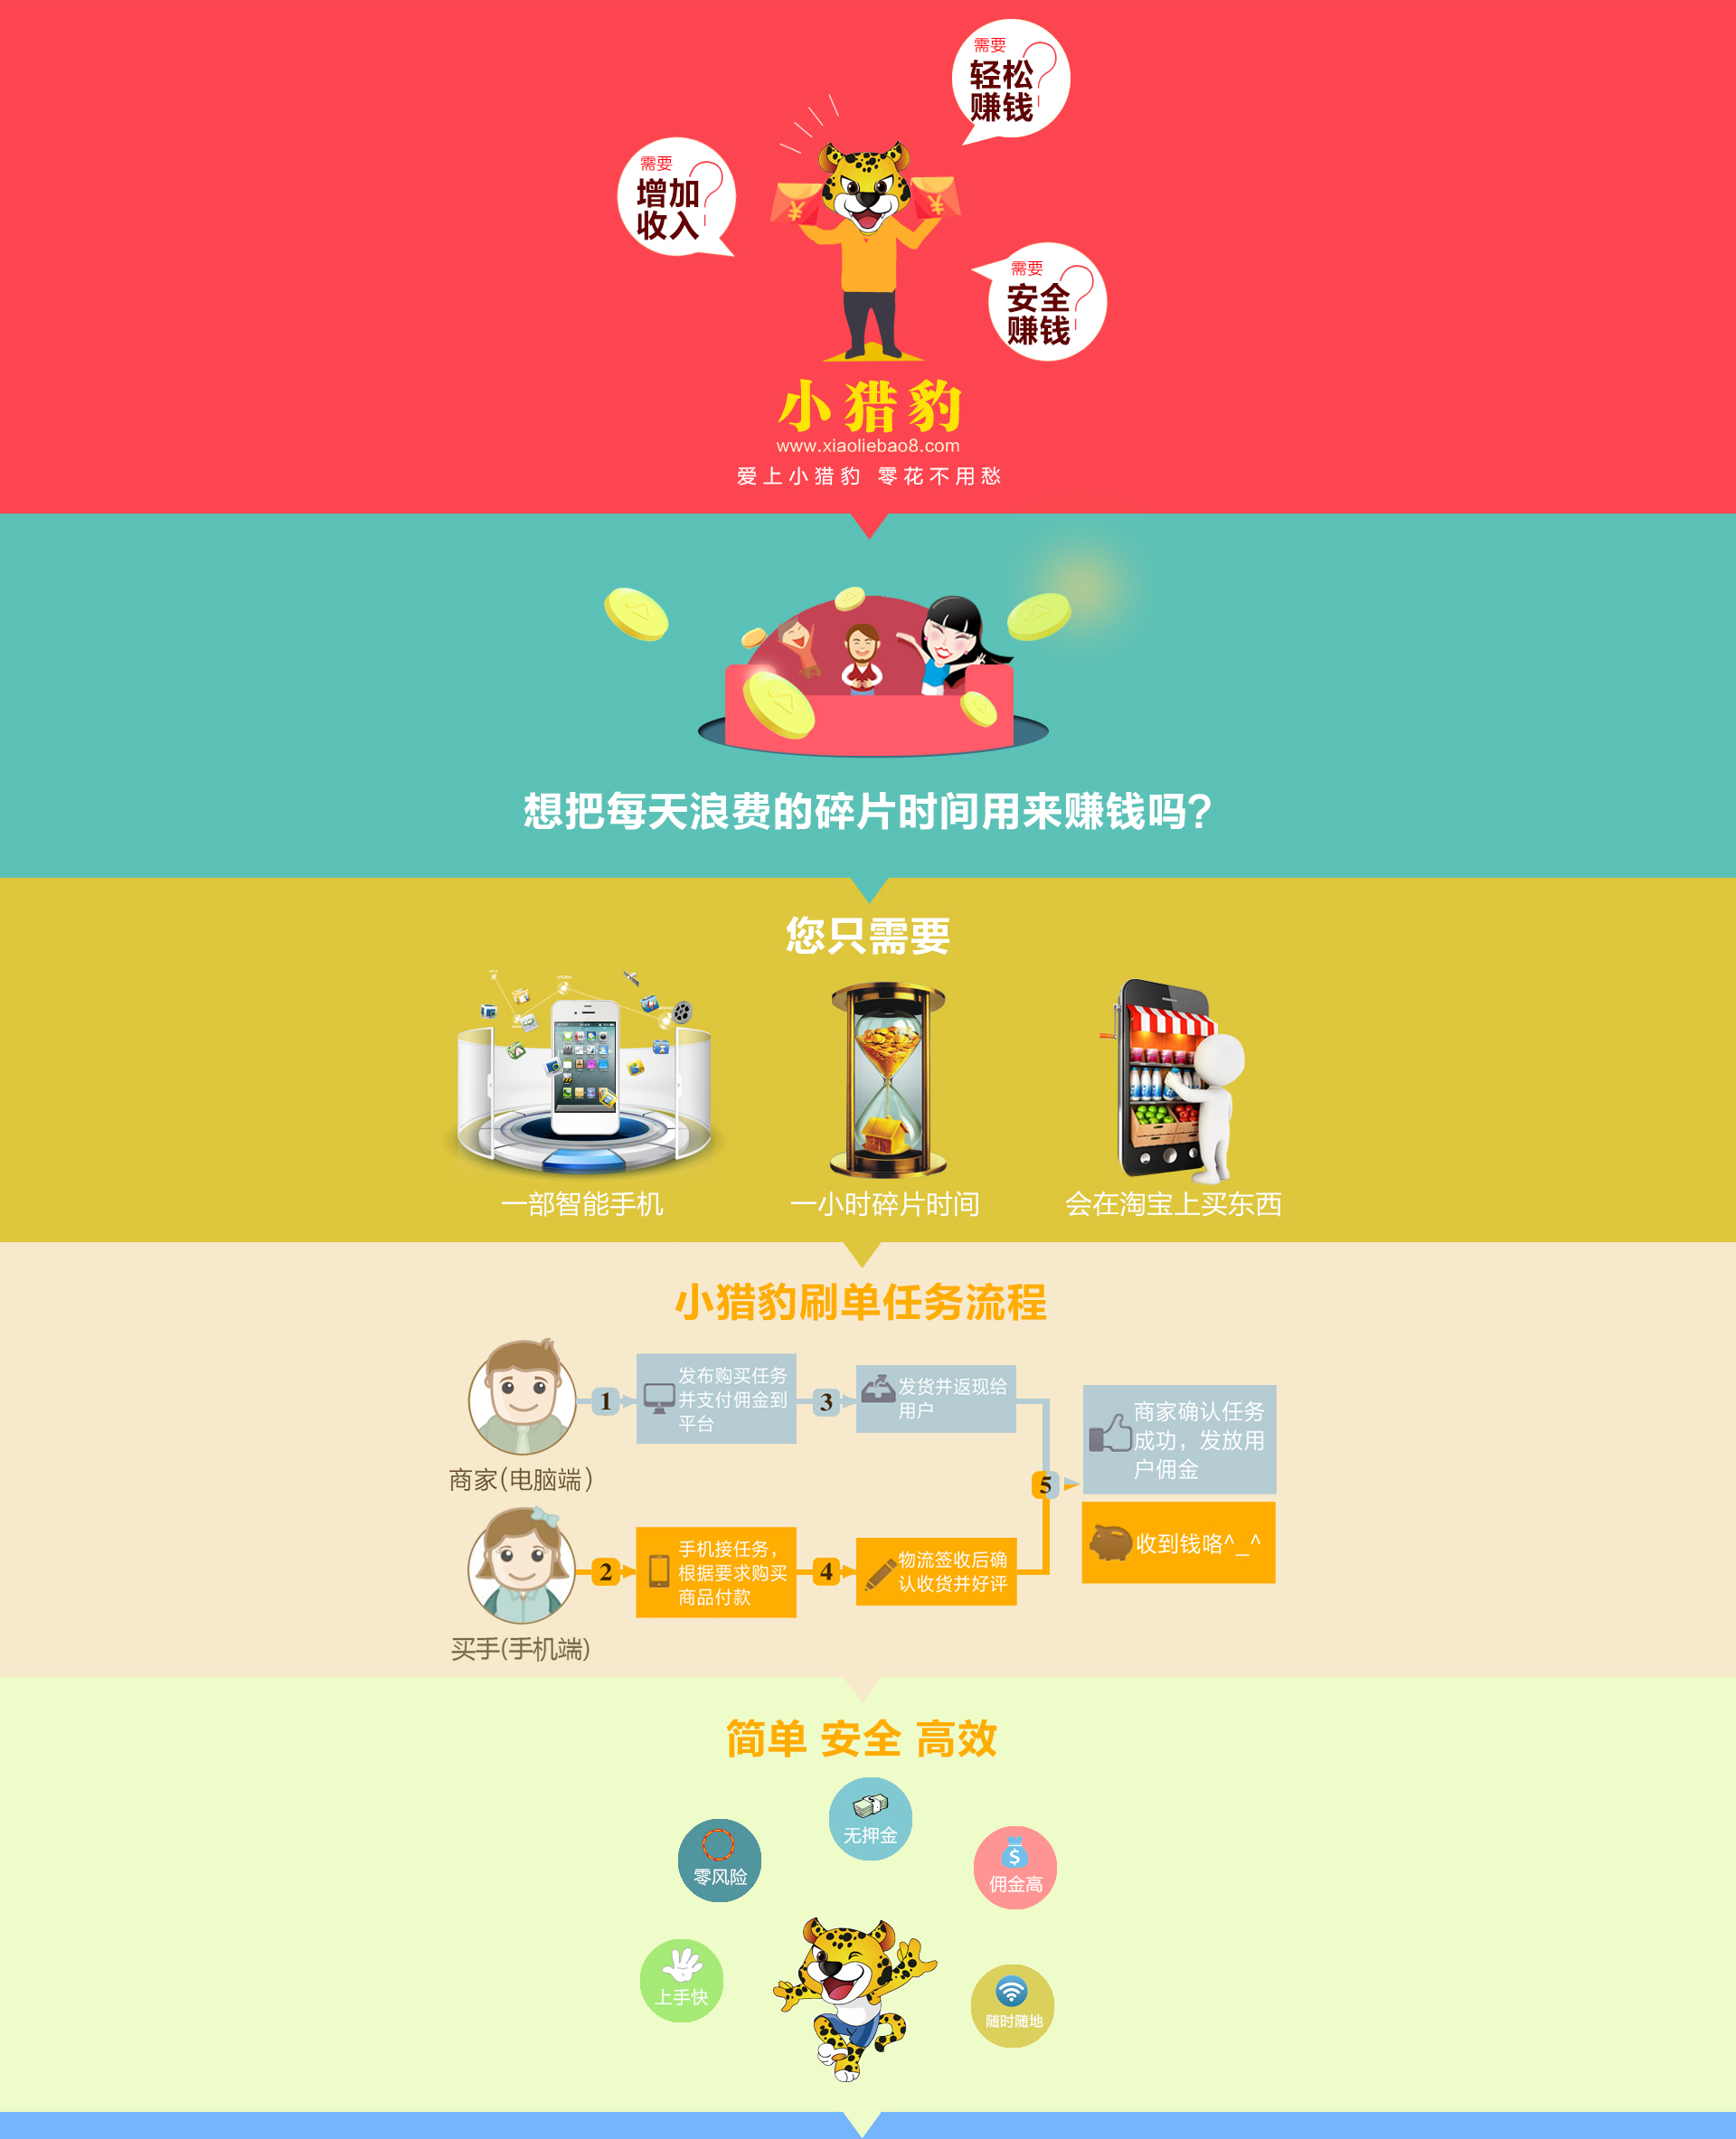 需要
轻松
赚钱
需要
增加
收入
需要
安全
赚钱
小猎豹
www.xiaoliebao8.com
爱上小猎豹 零花不用愁
想把每天浪费的碎片时间用来赚钱吗?
您只需要
一部智能手机
一小时碎片时间
会在淘宝上买东西
小猎豹刷单任务流程
1
发布购买任务
并支付佣金到
平台
3
发货并返现给
用户
商家确认任务
成功，发放用
户佣金
商家(电脑端)
5
2
手机接任务，
根据要求购买
商品付款
4
物流签收后确
认收货并好评
收到钱咯^_^
买手(手机端)
简单 安全 高效
无押金
零风险
佣金高
上手快
随时随地